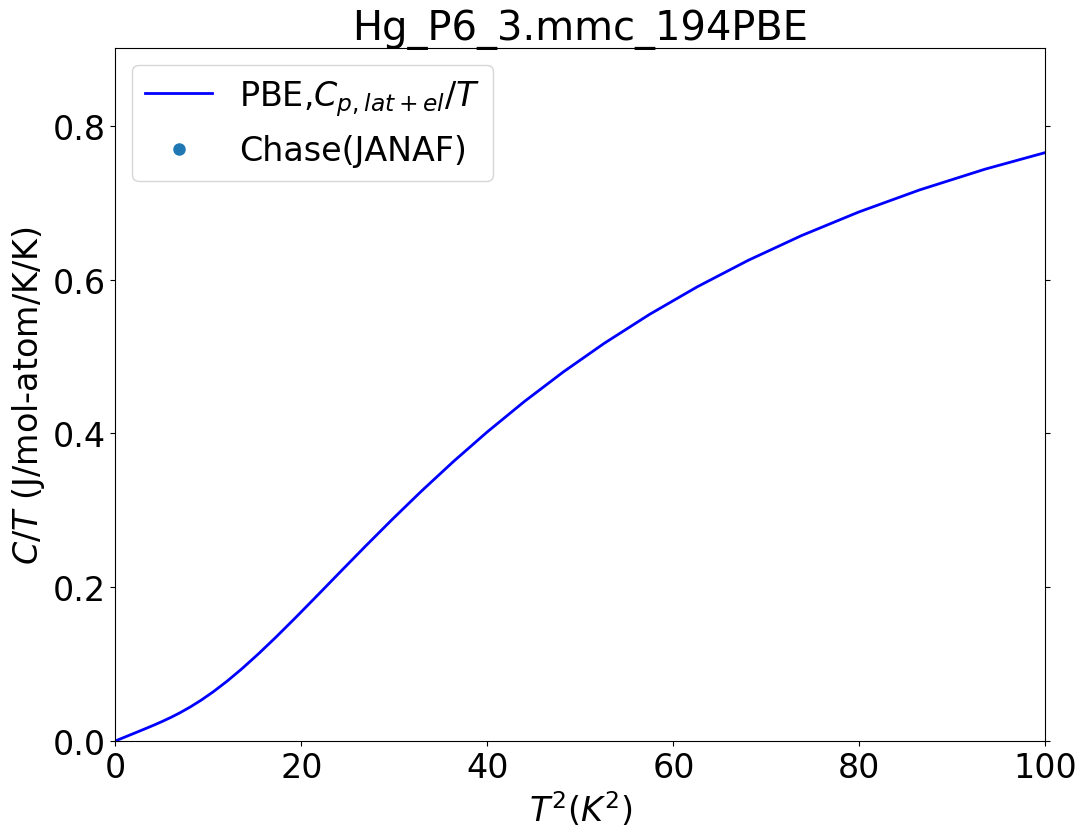 Hg_P6_3.mmc_194PBE
PBE,C_{p, lat+el}/T
Chase(JANAF)
C/T (J/mol-atom/K/K)
0.8
0.6
0.4
0.2
0.0
0 20 40 60 80 100
T^2(K^2)